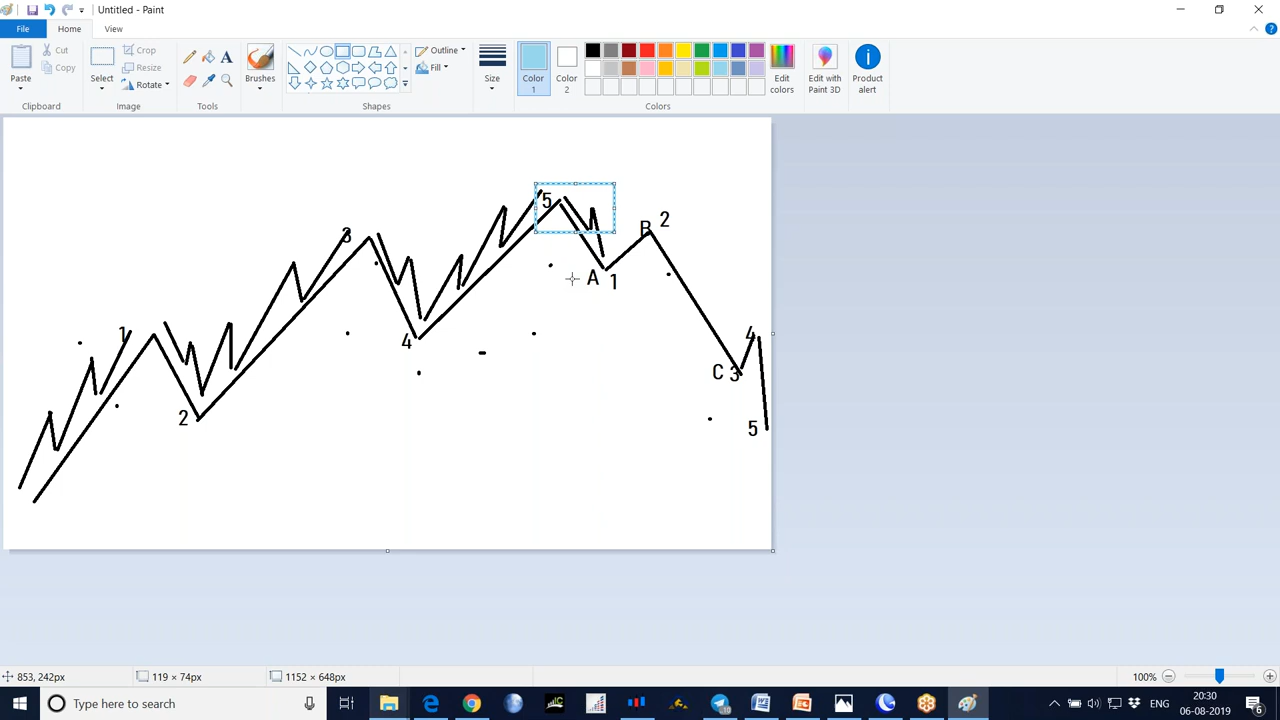 Untitled - Paint
File
Home
View
Paste
Cut
Copy
Clipboard
Select
Crop
Resize
Rotate
Image
A
Tools
Brushes
Outline
Fill
Shapes
Size
Color 1
Color 2
Edit colors
Colors
Edit with Paint 3D
Product alert
1
2
3
4
5
A
1
B
2
C
3
4
5
853, 242px
119 × 74px
1152 × 648px
100%
Type here to search
ENG
20:30
06-08-2019
6